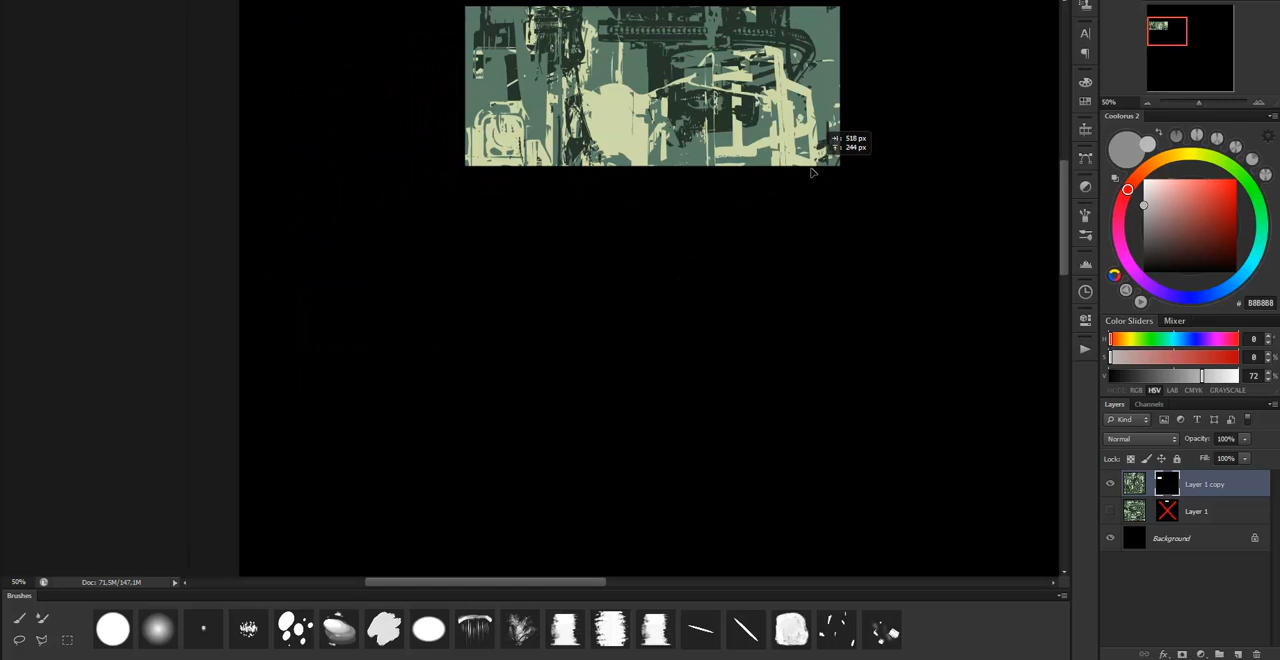 A|
518 px
244 px
50%
Coolorus 2
# B8B8B8
Color Sliders Mixer
H 0 °
S 0 %
V 72 %
MODE RGB HSV LAB CMYK GRAYSCALE
Layers Channels
Kind
Normal Opacity: 100%
Lock: Fill: 100%
Layer 1 copy
Layer 1
Background
50% Doc: 71,5M/147,1M
Brushes
fx